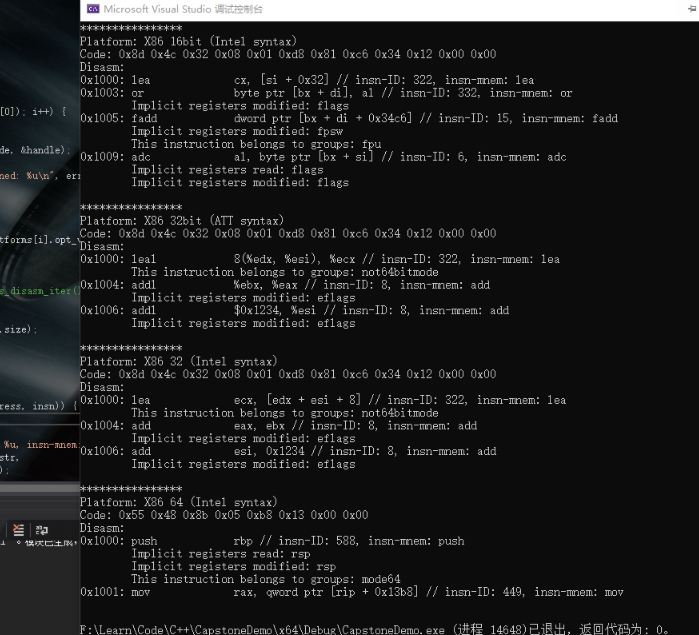 Microsoft Visual Studio 调试控制台
****************
Platform: X86 16bit (Intel syntax)
Code: 0x8d 0x4c 0x32 0x08 0x01 0xd8 0x81 0xc6 0x34 0x12 0x00 0x00
Disasm:
0x1000: lea cx, [si + 0x32] // insn-ID: 322, insn-mnem: lea
0x1003: or byte ptr [bx + di], al // insn-ID: 332, insn-mnem: or
Implicit registers modified: flags
0x1005: fadd dword ptr [bx + di + 0x34c6] // insn-ID: 15, insn-mnem: fadd
Implicit registers modified: fpsw
This instruction belongs to groups: fpu
0x1009: adc al, byte ptr [bx + si] // insn-ID: 6, insn-mnem: adc
Implicit registers read: flags
Implicit registers modified: flags
****************
Platform: X86 32bit (ATT syntax)
Code: 0x8d 0x4c 0x32 0x08 0x01 0xd8 0x81 0xc6 0x34 0x12 0x00 0x00
Disasm:
0x1000: leal 8(%edx, %esi), %ecx // insn-ID: 322, insn-mnem: lea
This instruction belongs to groups: not64bitmode
0x1004: addl %ebx, %eax // insn-ID: 8, insn-mnem: add
Implicit registers modified: eflags
0x1006: addl $0x1234, %esi // insn-ID: 8, insn-mnem: add
Implicit registers modified: eflags
****************
Platform: X86 32 (Intel syntax)
Code: 0x8d 0x4c 0x32 0x08 0x01 0xd8 0x81 0xc6 0x34 0x12 0x00 0x00
Disasm:
0x1000: lea ecx, [edx + esi + 8] // insn-ID: 322, insn-mnem: lea
This instruction belongs to groups: not64bitmode
0x1004: add eax, ebx // insn-ID: 8, insn-mnem: add
Implicit registers modified: eflags
0x1006: add esi, 0x1234 // insn-ID: 8, insn-mnem: add
Implicit registers modified: eflags
****************
Platform: X86 64 (Intel syntax)
Code: 0x55 0x48 0x8b 0x05 0xb8 0x13 0x00 0x00
Disasm:
0x1000: push rbp // insn-ID: 588, insn-mnem: push
Implicit registers read: rsp
Implicit registers modified: rsp
This instruction belongs to groups: mode64
0x1001: mov rax, qword ptr [rip + 0x13b8] // insn-ID: 449, insn-mnem: mov
F:\Learn\Code\C++\CapstoneDemo\x64\Debug\CapstoneDemo.exe (进程 14648)已退出，返回代码为: 0。
[0]); i++) {
de, &handle);
ned: %u\n", err
tforms[i].opt_
s_disasm_iter(
.size);
ress, insn)) {
%u, insn-mnem:
str,
);